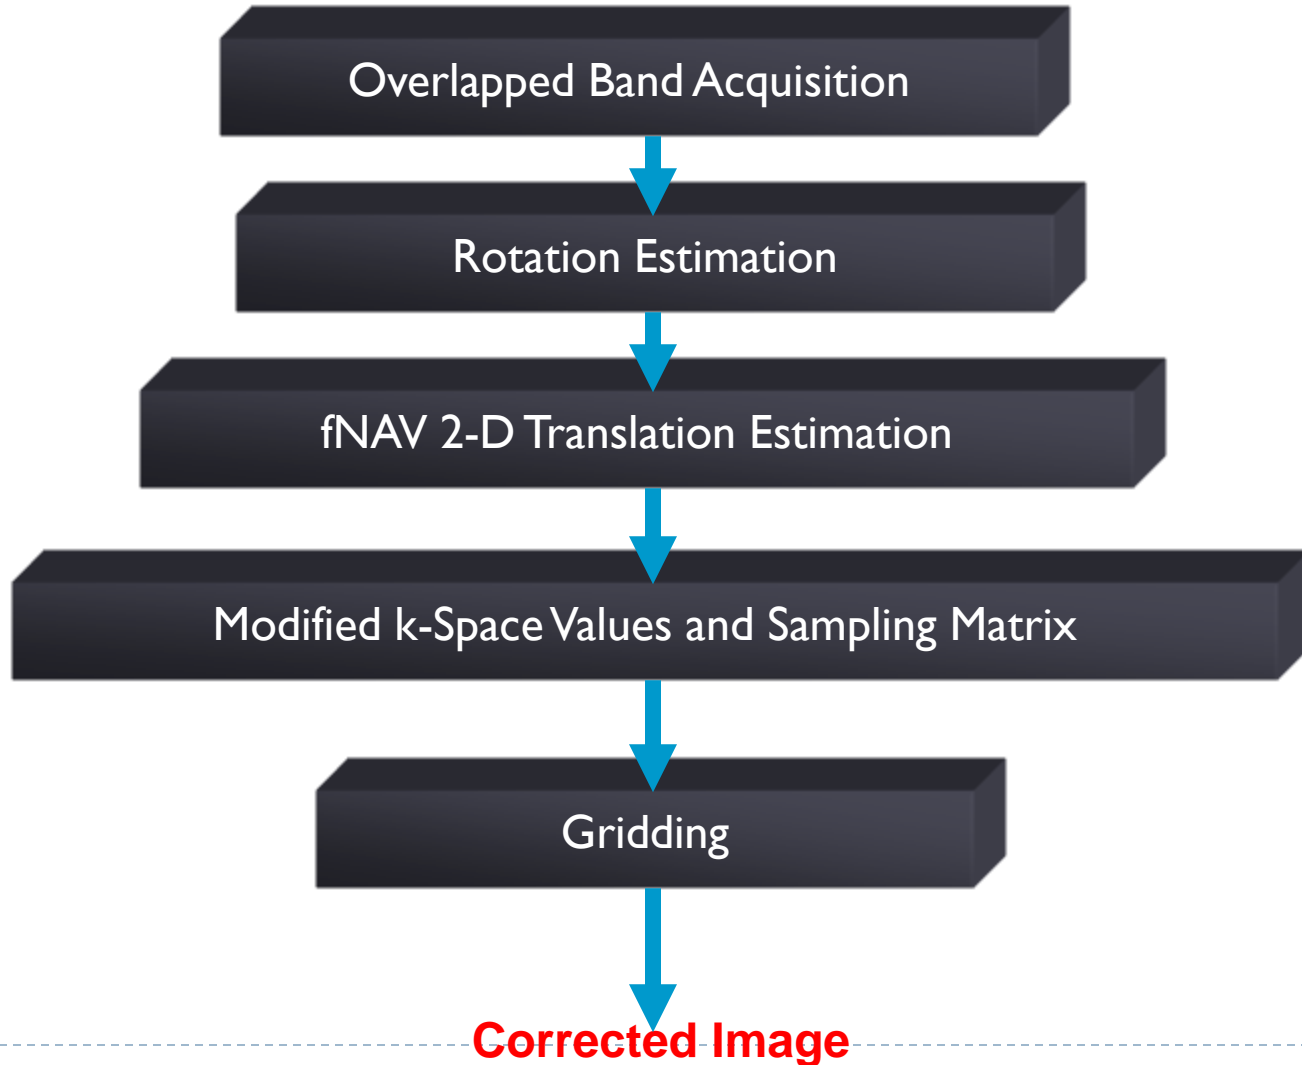 Overlapped Band Acquisition
Rotation Estimation
fNAV 2-D Translation Estimation
Modified k-Space Values and Sampling Matrix
Gridding
Corrected Image